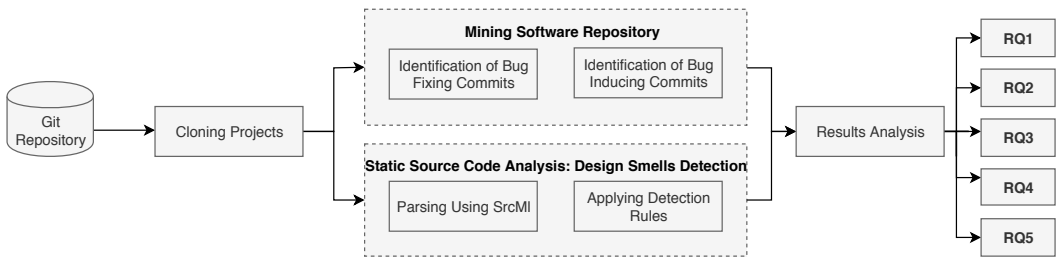 Git
Repository
Cloning Projects
Mining Software Repository
Identification of Bug
Fixing Commits
Identification of Bug
Inducing Commits
Static Source Code Analysis: Design Smells Detection
Parsing Using SrcMl
Applying Detection
Rules
Results Analysis
RQ1
RQ2
RQ3
RQ4
RQ5